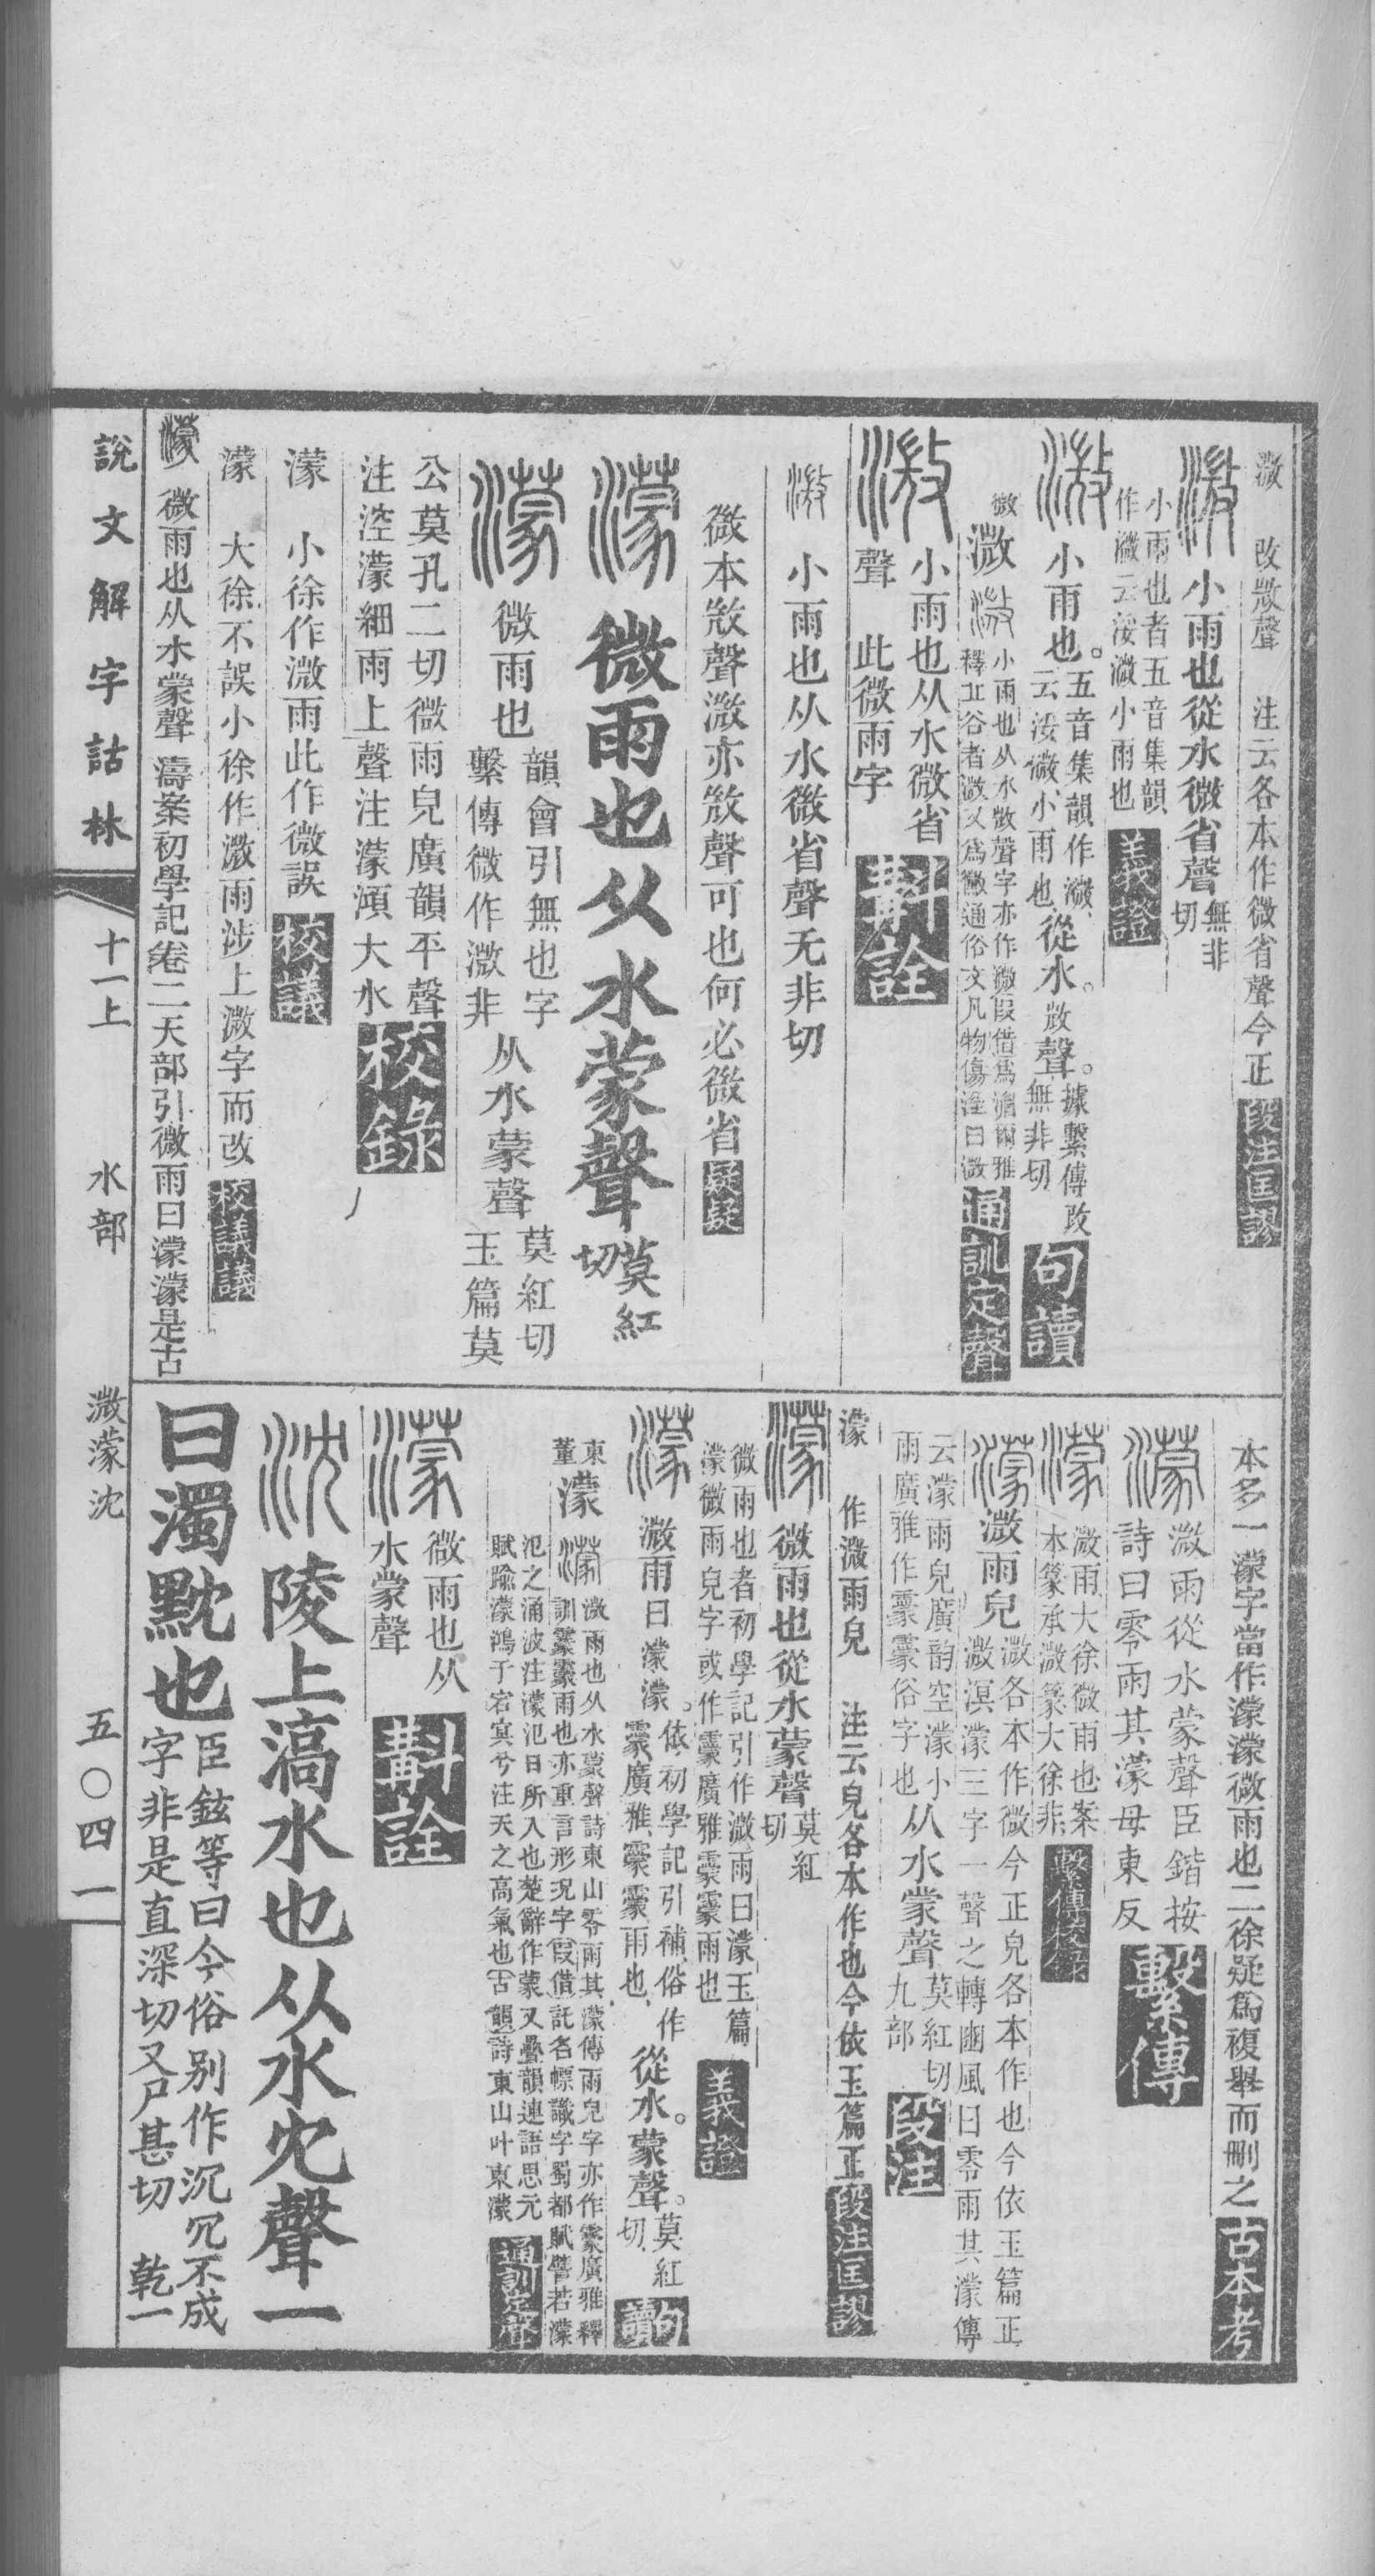 溦　改㪿聲　注云各本作微省聲今正段注匡謬
小雨也從水微省聲無非切
小雨也者五音集韻
作溦云浽溦小雨也義證
小雨也。五音集韻作溦、
云浽溦、小雨也、從水。㪿聲。據繫傳改
無非切句讀
微
溦
小雨也从水㪿聲字亦作溦叚借爲湄爾雅
釋北谷者溦又爲黴通俗文凡物傷溼曰溦通訓定聲
小雨也从水微省
聲　此微雨字斠詮
小雨也从水微省聲无非切
微本㪿聲溦亦㪿聲可也何必微省疑疑
濛微雨也从水蒙聲莫紅切
微雨也韻會引無也字
繫傳微作溦非从水蒙聲莫紅切
玉篇莫
公莫孔二切微雨皃廣韻平聲
注涳濛細雨上聲注濛澒大水校錄
濛　小徐作溦雨此作微誤校議
濛　大徐不誤小徐作溦雨涉上溦字而改校議議
濛　微雨也从水蒙聲　濤案初學記卷二天部引微雨曰濛濛是古
本多一濛字當作濛濛微雨也二徐疑爲複舉而刪之古本考
濛溦雨從水蒙聲臣鍇按
詩曰零雨其濛母東反繫傳
濛溦雨大徐微雨也案
本篆承溦篆大徐非繫傳校錄
濛溦雨皃溦各本作微今正皃各本作也今依玉篇正
溦溟濛三字一聲之轉豳風曰零雨其濛傳
云濛雨皃廣韵空濛小
雨廣雅作霥霥俗字也从水蒙聲莫紅切
九部段注
濛　作溦雨皃　注云皃各本作也今依玉篇正段注匡謬
濛微雨也從水蒙聲莫紅切
微雨也者初學記引作溦雨曰濛玉篇
濛微雨皃字或作霥廣雅霥霥雨也義證
濛溦雨曰濛濛。依初學記引補、俗作
霥、廣雅、霥霥、雨也、從水。蒙聲。莫紅切、句讀
東
董
濛
溦雨也从水蒙聲詩東山零雨其濛傳雨皃字亦作霥廣雅釋
訓霥霥雨也亦重言形況字叚借託名幖識字蜀都賦譬若濛
汜之涌波注濛汜日所入也楚辭作蒙又疊韻連語思元
賦踰濛鴻于宕冥兮注天之高氣也古韻詩東山叶東濛通訓定聲
濛微雨也从
水蒙聲斠詮
沈陵上滈水也从水冘聲一
曰濁黕也臣鉉等曰今俗別作沉冗不成
字非是直深切又尸甚切　乾一
說文解字詁林
十一上　水部　溦濛沈　五〇四一